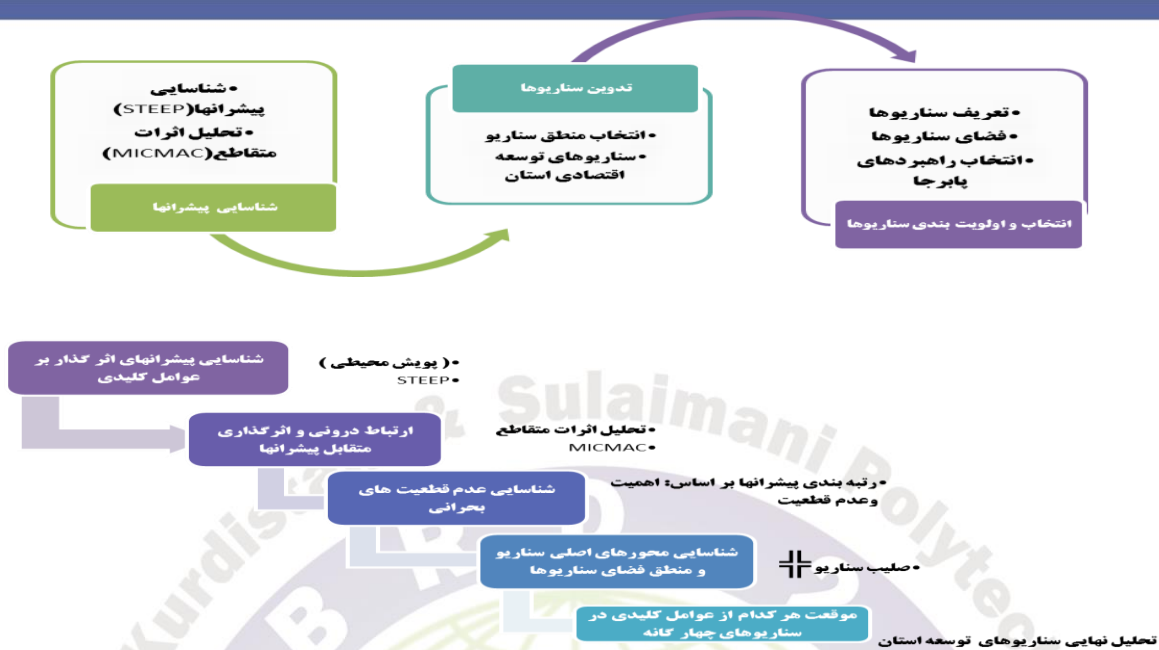 •شناسایی
پیشرانها(STEEP)
•تحلیل اثرات
متقاطع(MICMAC)
شناسایی پیشرانها
تدوین سناریوها
•انتخاب منطق سناریو
•سناریوهای توسعه
اقتصادی استان
•تعریف سناریوها
•فضای سناریوها
•انتخاب راهبردهای
پابرجا
انتخاب و اولویت بندی سناریوها
شناسایی پیشرانهای اثر گذار بر
عوامل کلیدی
•( پویش محیطی )
•STEEP
ارتباط درونی و اثرگذاری
متقابل پیشرانها
•تحلیل اثرات متقاطع
•MICMAC
شناسایی عدم قطعیت های
بحرانی
•رتبه بندی پیشرانها بر اساس: اهمیت
وعدم قطعیت
شناسایی محورهای اصلی سناریو
و منطق فضای سناریوها
•صلیب سناریو
موقعت هر کدام از عوامل کلیدی در
سناریوهای چهار گانه
تحلیل نهایی سناریوهای توسعه استان
& Sulaimani Polytec
Kurdis